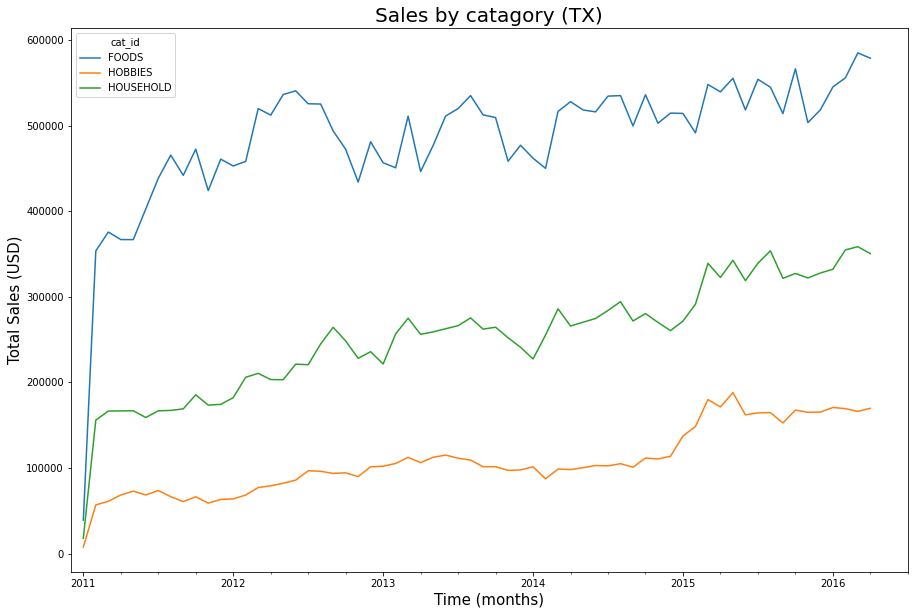 Sales by catagory (TX)
cat_id
FOODS
HOBBIES
HOUSEHOLD
Total Sales (USD)
600000
500000
400000
300000
200000
100000
0
2011 2012 2013 2014 2015 2016
Time (months)